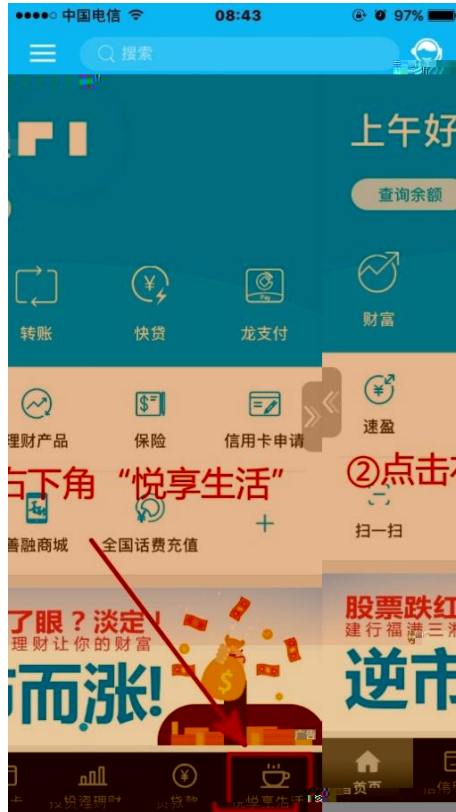 中国电信 08:43 97%
搜索
上午好
查询余额
转账 快贷 龙支付 财富
理财产品 保险 信用卡申请 速盈
右下角“悦享生活” ②点击
善融商城 全国话费充值 扫一扫
了眼？淡定！ 股票跌红
理财让你的财富 建行福满三湘
市而涨! 逆市
广告
卡 投资理财 贷款 悦享生活 首页